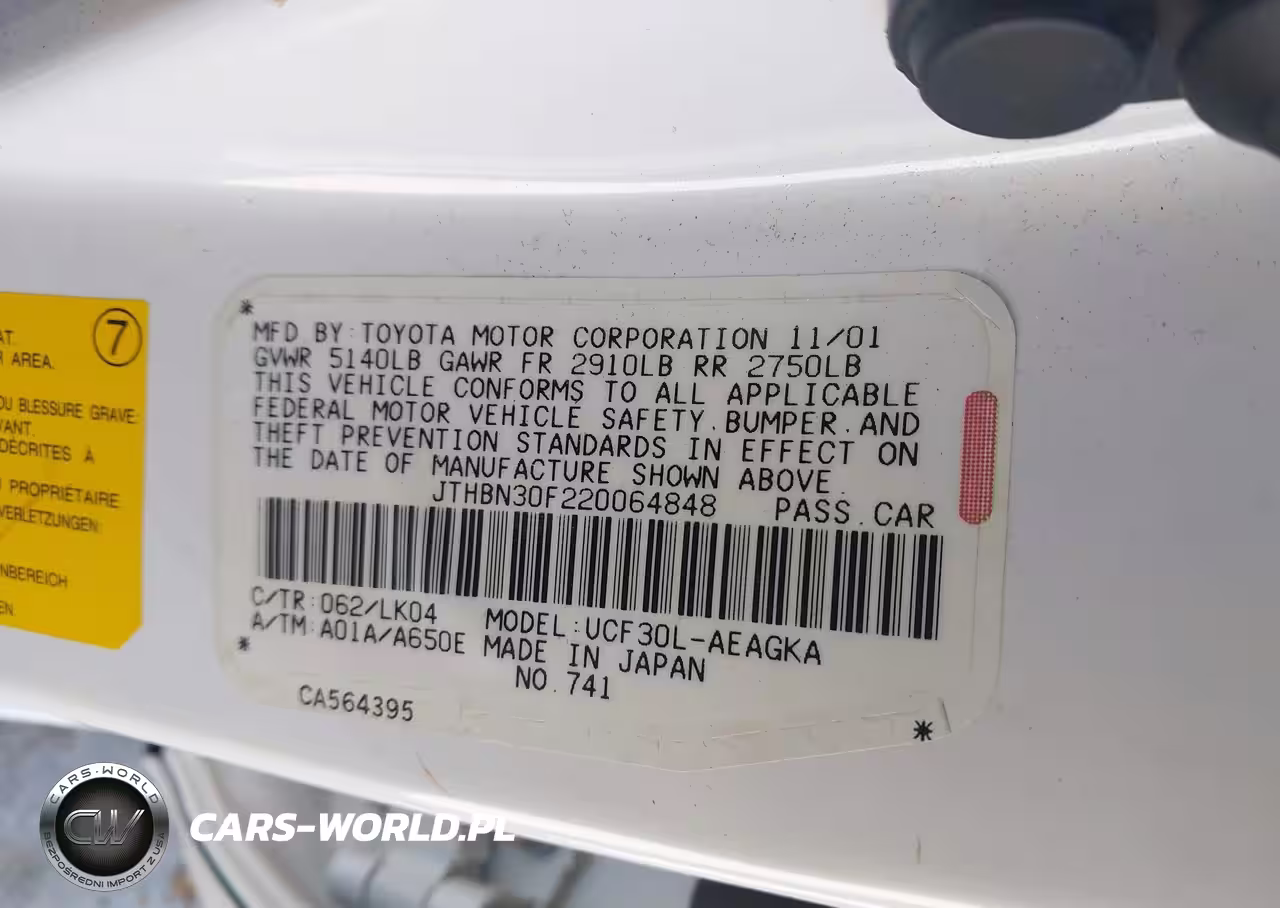 7
AT.
R AREA.
OU BLESSURE GRAVE
VANT.
DÉCRITES À
U PROPRIÉTAIRE
VERLETZUNGEN:
NBEREICH
EN.
*
MFD BY:TOYOTA MOTOR CORPORATION 11/01
GVWR 5140LB GAWR FR 2910LB RR 2750LB
THIS VEHICLE CONFORMS TO ALL APPLICABLE
FEDERAL MOTOR VEHICLE SAFETY.BUMPER.AND
THEFT PREVENTION STANDARDS IN EFFECT ON
THE DATE OF MANUFACTURE SHOWN ABOVE.
JTHBN30F220064848 PASS.CAR
C/TR:062/LK04 MODEL:UCF30L-AEAGKA
A/TM:A01A/A650E MADE IN JAPAN
* NO.741
CA564395
*
CARS-WORLD
CW
BEZPOŚREDNI IMPORT Z USA
CARS-WORLD.PL